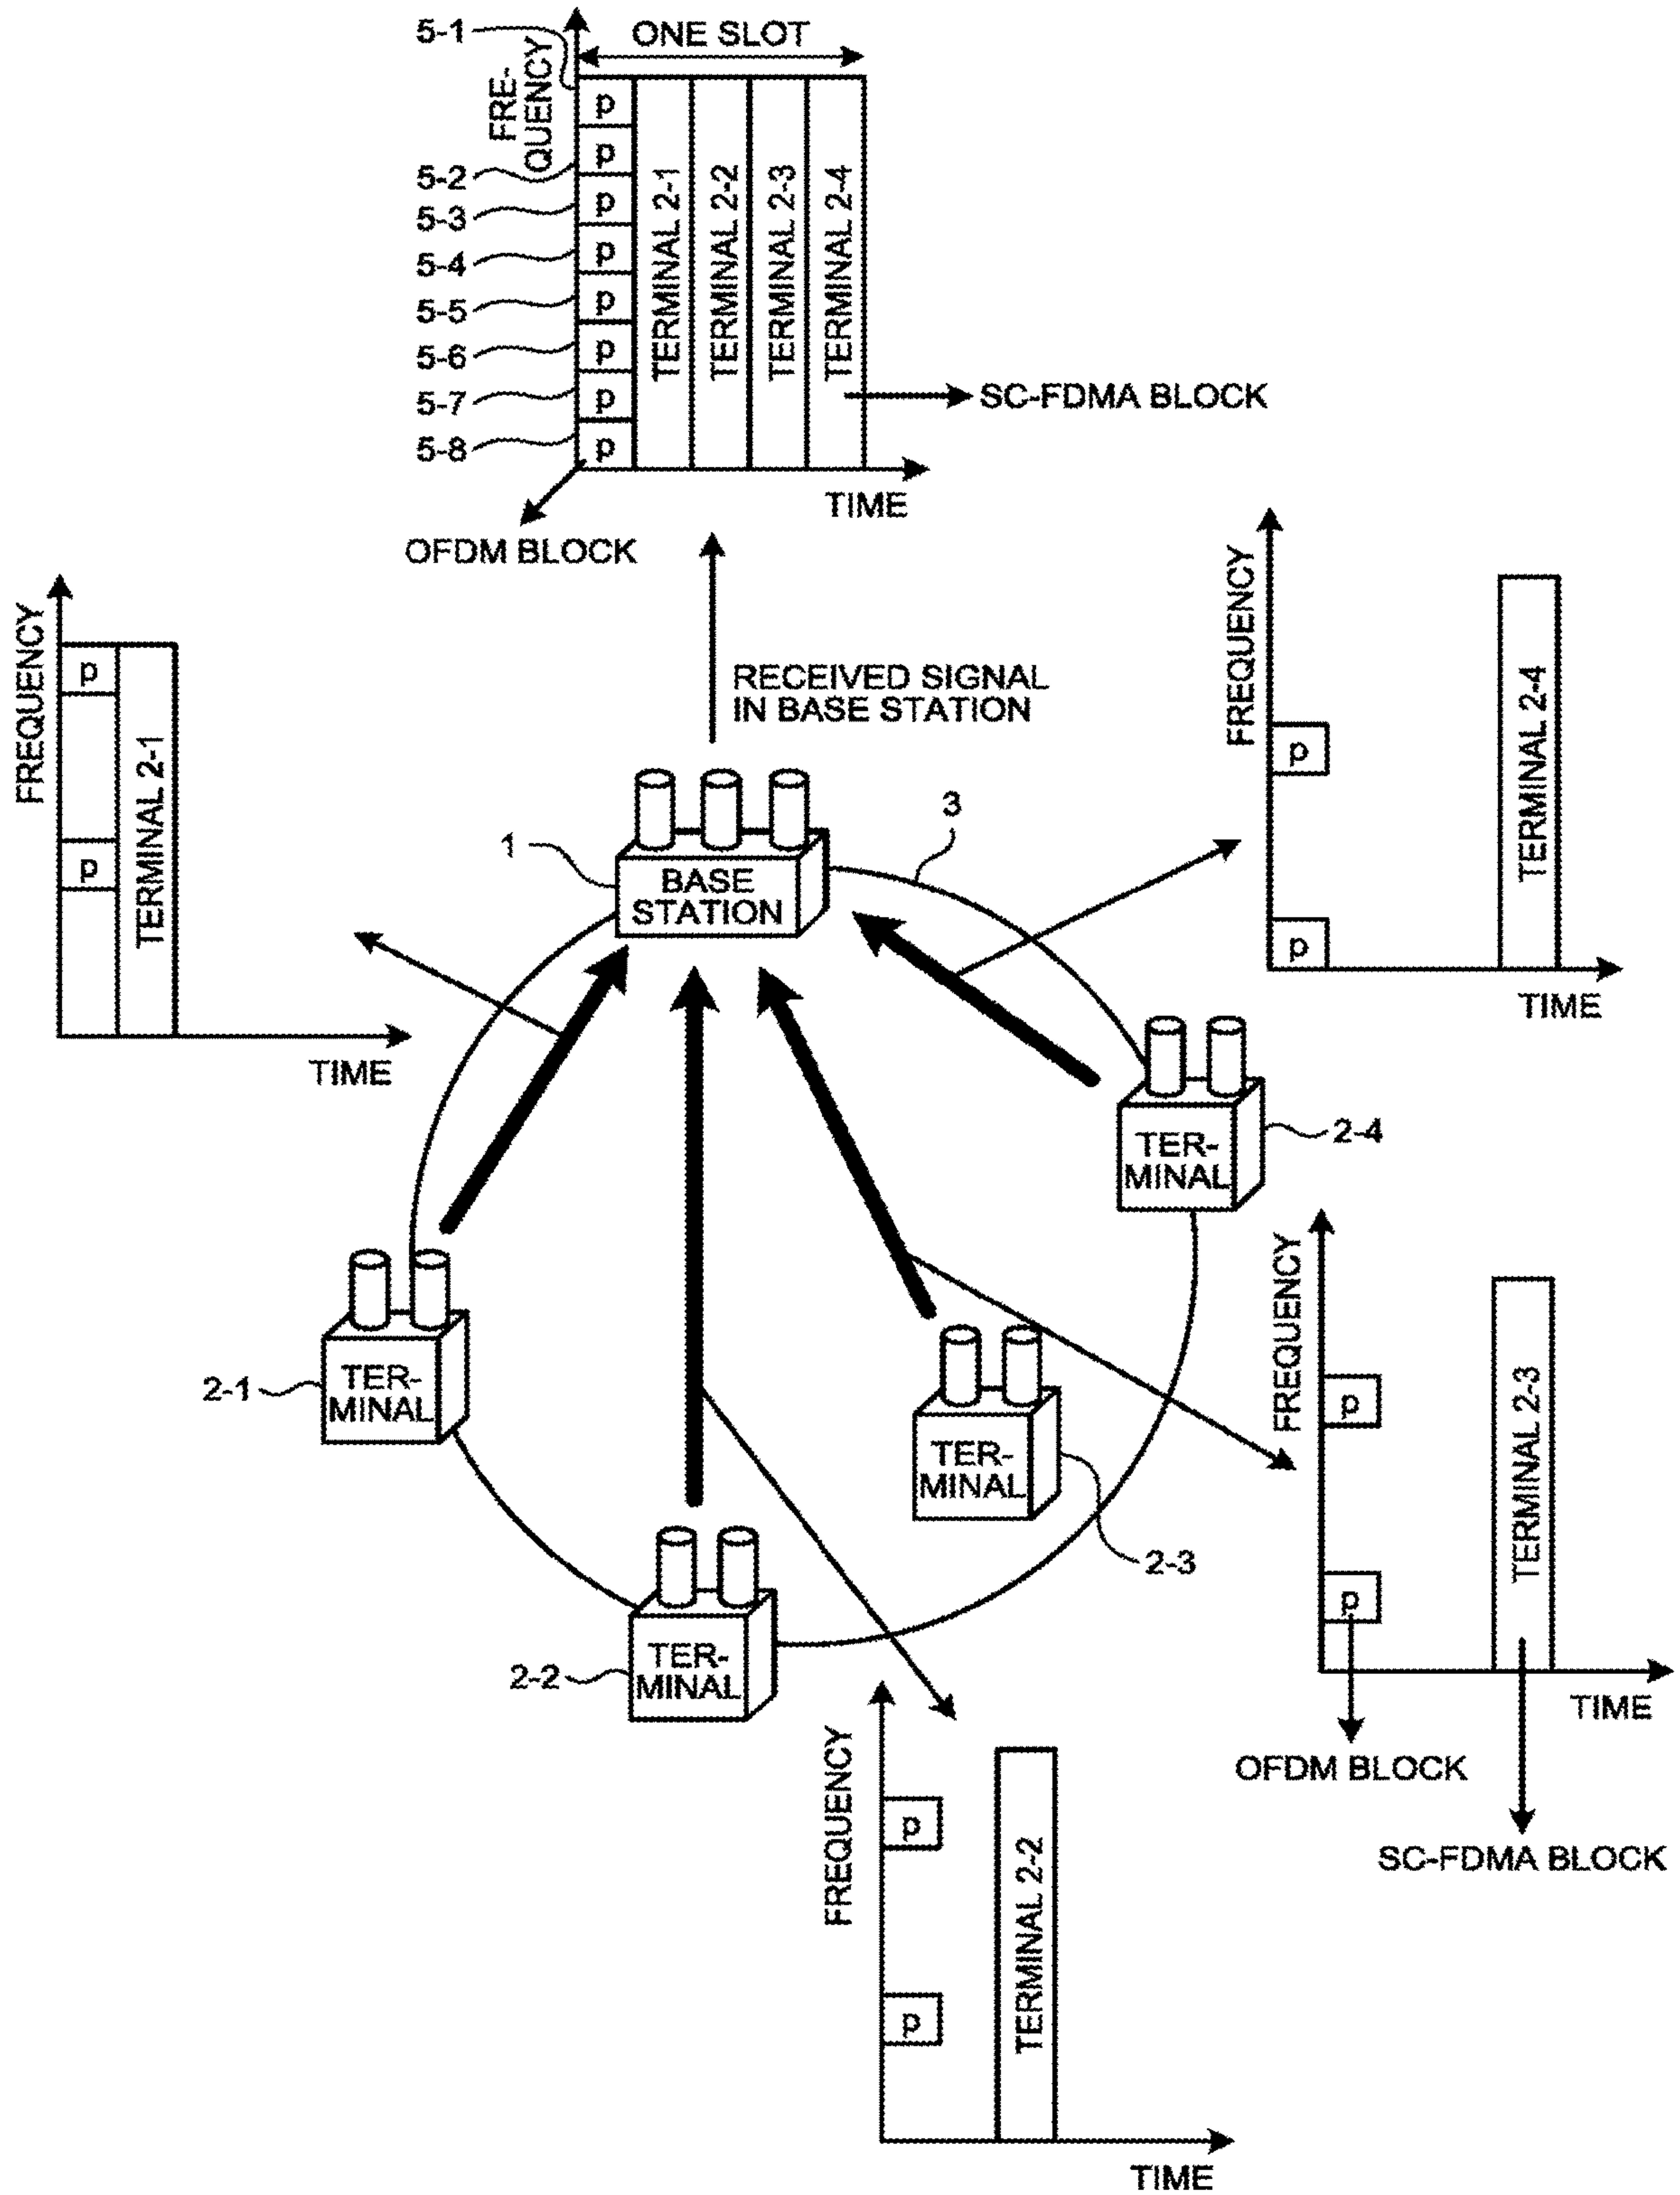 5-1
ONE SLOT
FRE-
QUENCY
p
p
p
p
p
p
p
p
5-2
5-3
5-4
5-5
5-6
5-7
5-8
TERMINAL 2-1
TERMINAL 2-2
TERMINAL 2-3
TERMINAL 2-4
SC-FDMA BLOCK
TIME
OFDM BLOCK
FREQUENCY
p
p
TERMINAL 2-1
TIME
RECEIVED SIGNAL
IN BASE STATION
FREQUENCY
p
p
TERMINAL 2-4
TIME
1
BASE
STATION
3
TER-
MINAL
2-4
2-1
TER-
MINAL
TER-
MINAL
2-3
2-2
TER-
MINAL
FREQUENCY
p
p
TERMINAL 2-3
TIME
OFDM BLOCK
SC-FDMA BLOCK
FREQUENCY
p
p
TERMINAL 2-2
TIME